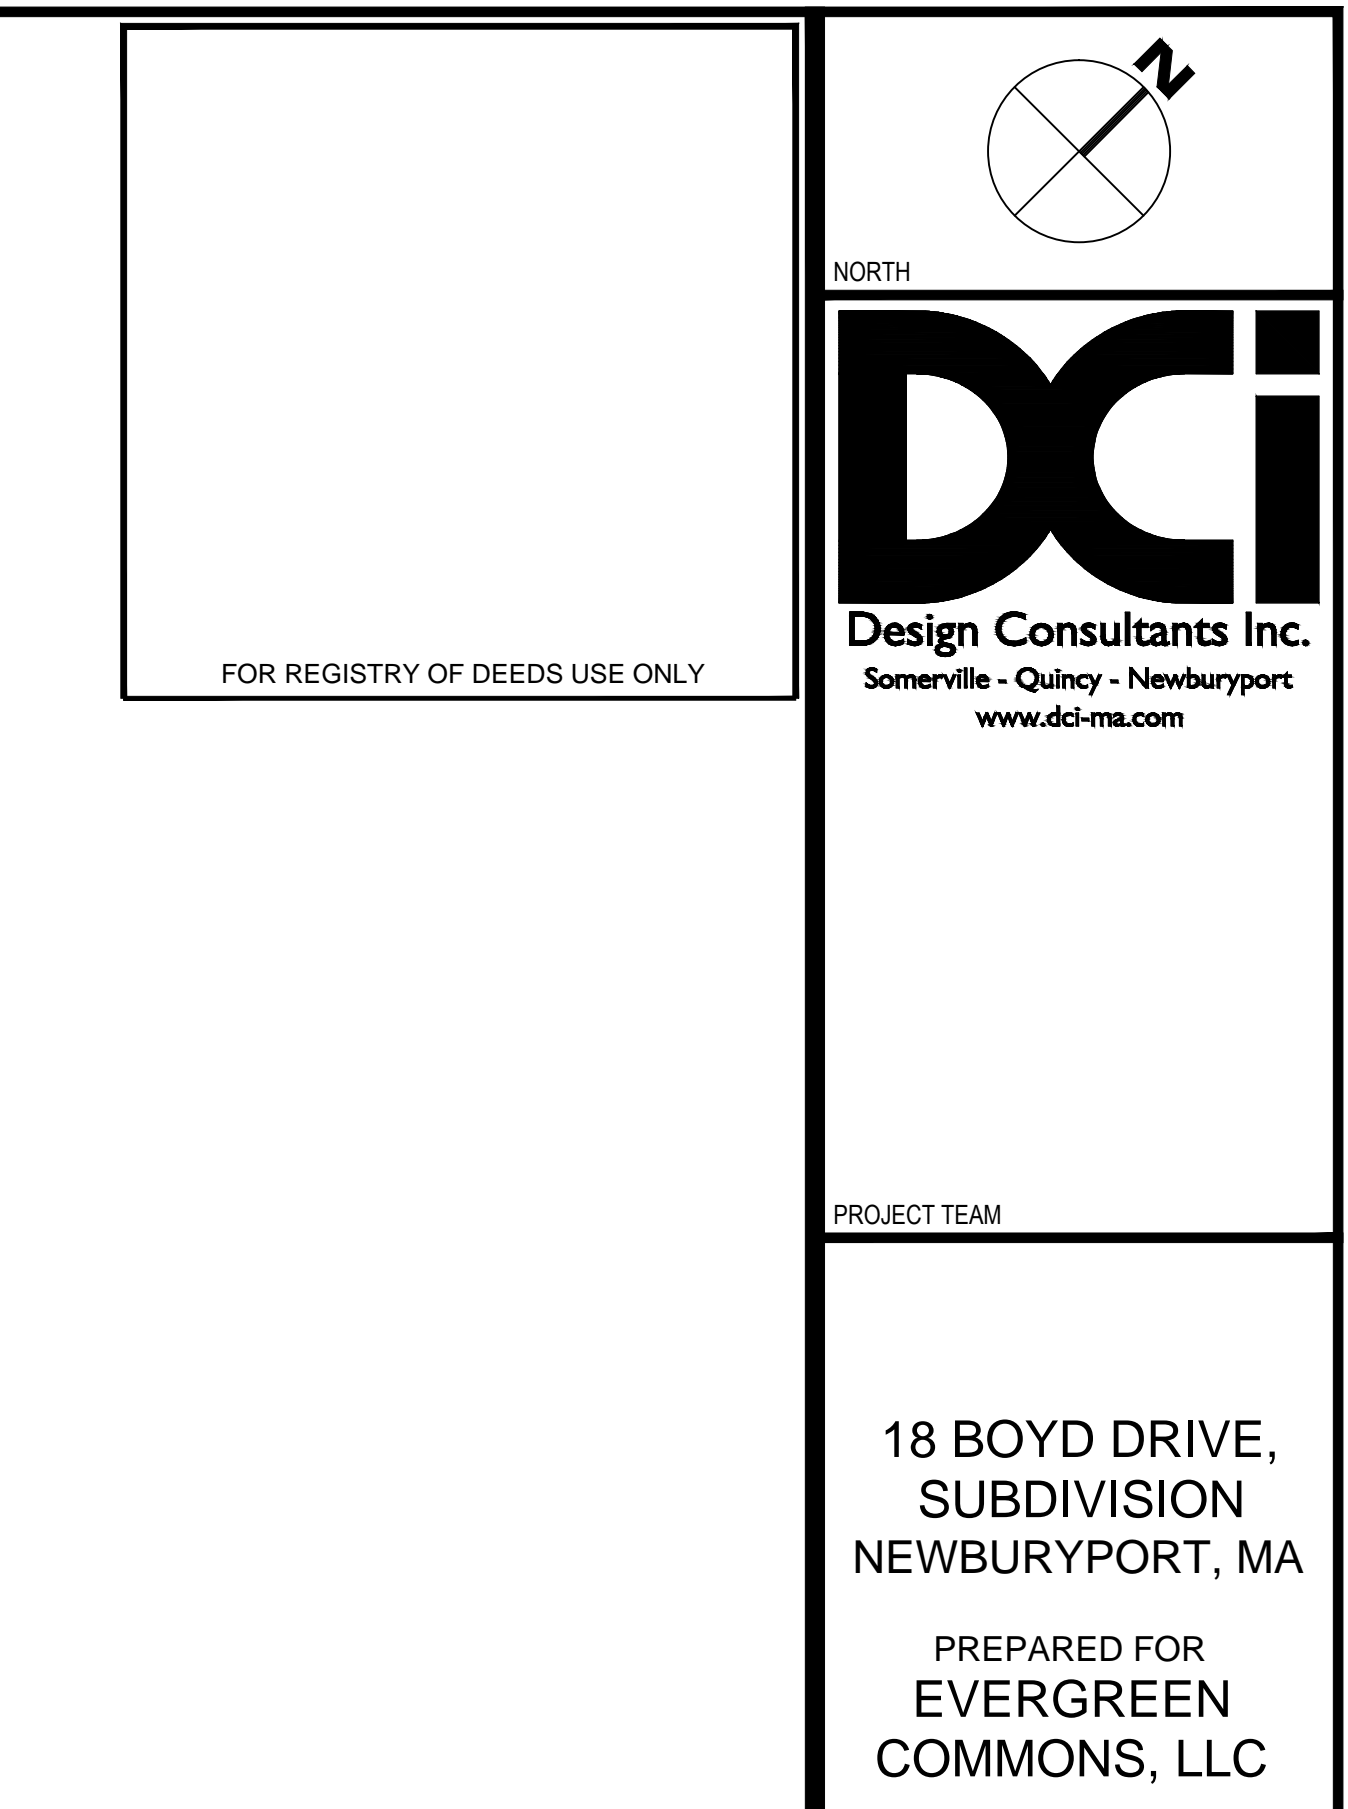 FOR REGISTRY OF DEEDS USE ONLY
N
NORTH
DCi
Design Consultants Inc.
Somerville - Quincy - Newburyport
www.dci-ma.com
PROJECT TEAM
18 BOYD DRIVE,
SUBDIVISION
NEWBURYPORT, MA
PREPARED FOR
EVERGREEN
COMMONS, LLC